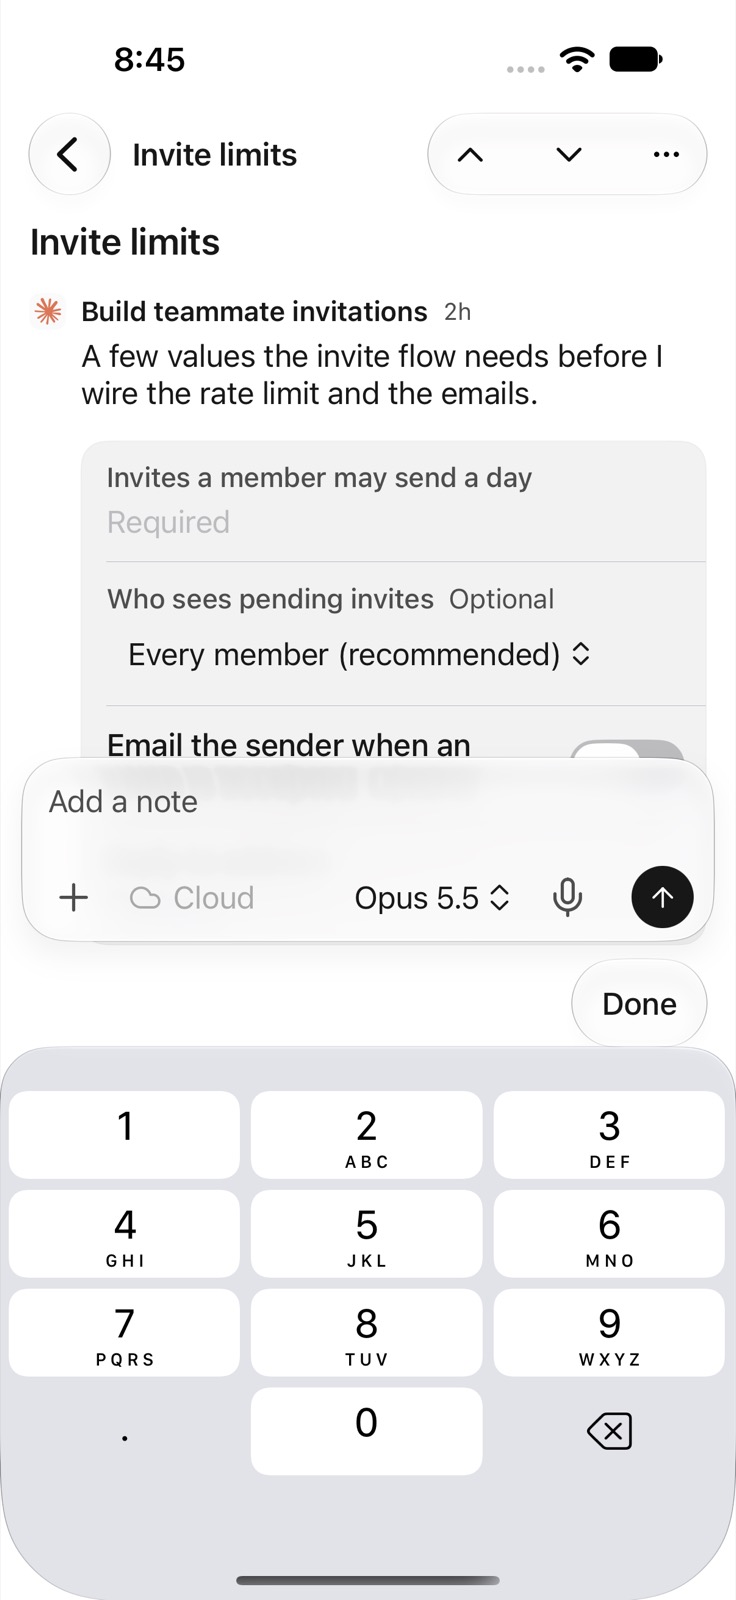 8:45
Invite limits
Invite limits
Build teammate invitations 2h
A few values the invite flow needs before I
wire the rate limit and the emails.
Invites a member may send a day
Required
Who sees pending invites Optional
Every member (recommended)
Email the sender when an
Add a note
Cloud
Opus 5.5
Done
1
2
ABC
3
DEF
4
GHI
5
JKL
6
MNO
7
PQRS
8
TUV
9
WXYZ
.
0